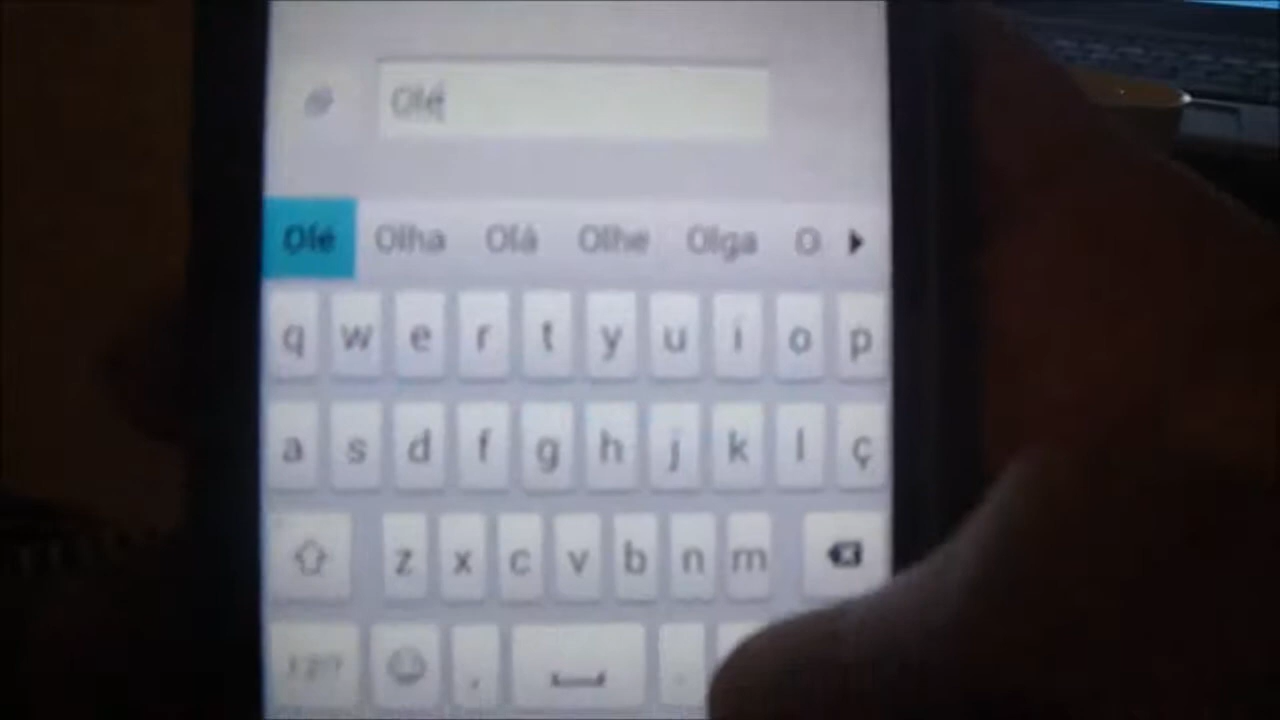 Olé
Olé Olha Olá Olhe Olga O
q w e r t y u i o p
a s d f g h j k l ç
z x c v b n m
,